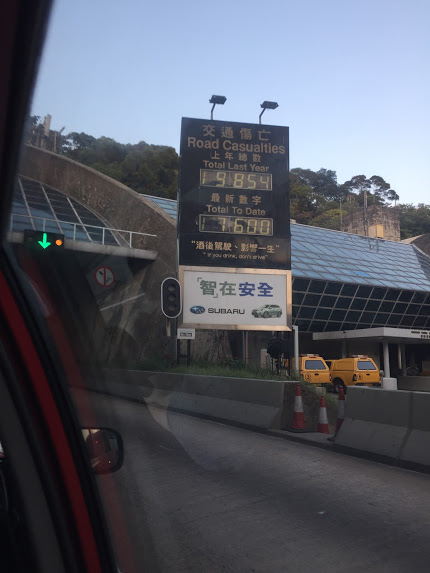 交通傷亡
Road Casualties
上年總數
Total Last Year
19854
最新數字
Total To Date
17600
“酒後駕駛、影響一生”
"If you drink, don't drive"
「智」在安全
SUBARU